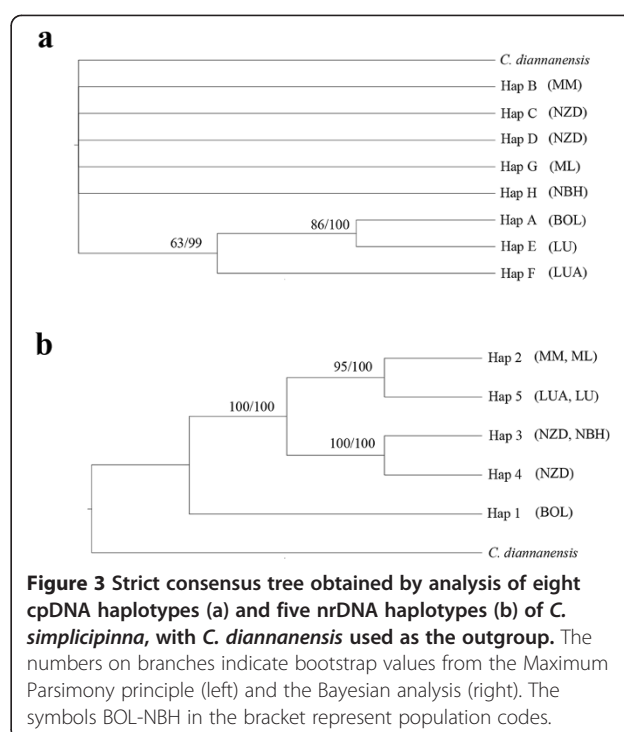 a
C. diannanensis
Hap B (MM)
Hap C (NZD)
Hap D (NZD)
Hap G (ML)
Hap H (NBH)
86/100
Hap A (BOL)
63/99
Hap E (LU)
Hap F (LUA)
b
Hap 2 (MM, ML)
95/100
Hap 5 (LUA, LU)
100/100
Hap 3 (NZD, NBH)
100/100
Hap 4 (NZD)
Hap 1 (BOL)
C. diannanensis
Figure 3 Strict consensus tree obtained by analysis of eight
cpDNA haplotypes (a) and five nrDNA haplotypes (b) of C.
simplicipinna, with C. diannanensis used as the outgroup. The
numbers on branches indicate bootstrap values from the Maximum
Parsimony principle (left) and the Bayesian analysis (right). The
symbols BOL-NBH in the bracket represent population codes.